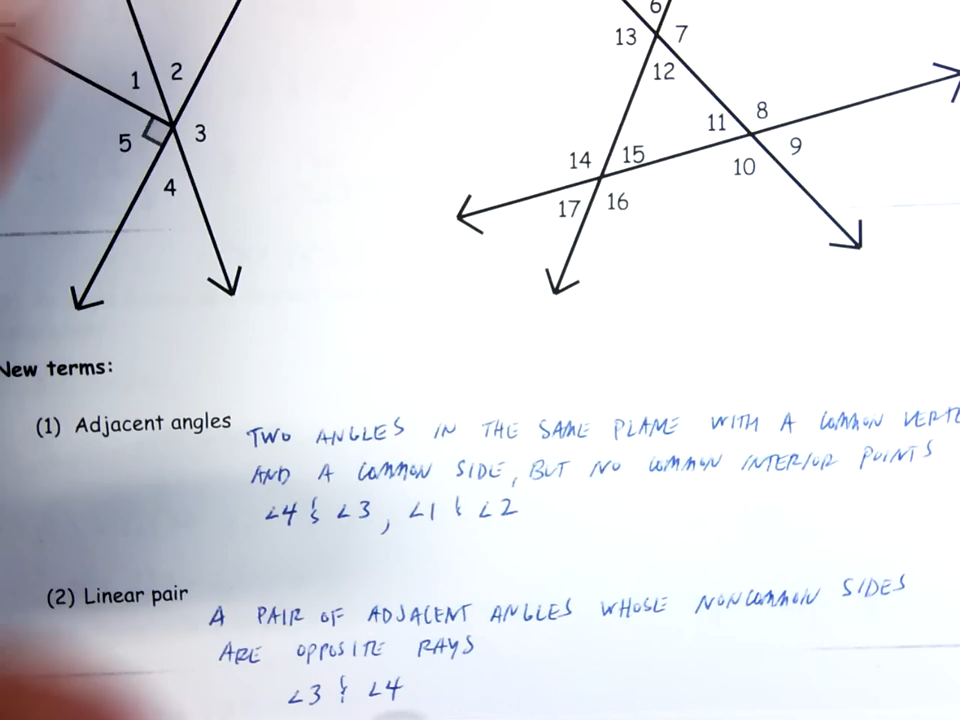 6
13 7
1 2 12
5 3 11 8
9
14 15 10
4 17 16
New terms:
(1) Adjacent angles TWO ANGLES IN THE SAME PLANE WITH A COMMON
AND A COMMON SIDE, BUT NO COMMON INTERIOR POINTS
∠4 & ∠3, ∠1 & ∠2
(2) Linear pair
A PAIR OF ADJACENT ANGLES WHOSE NONCOMMON SIDES
ARE OPPOSITE RAYS
∠3 & ∠4